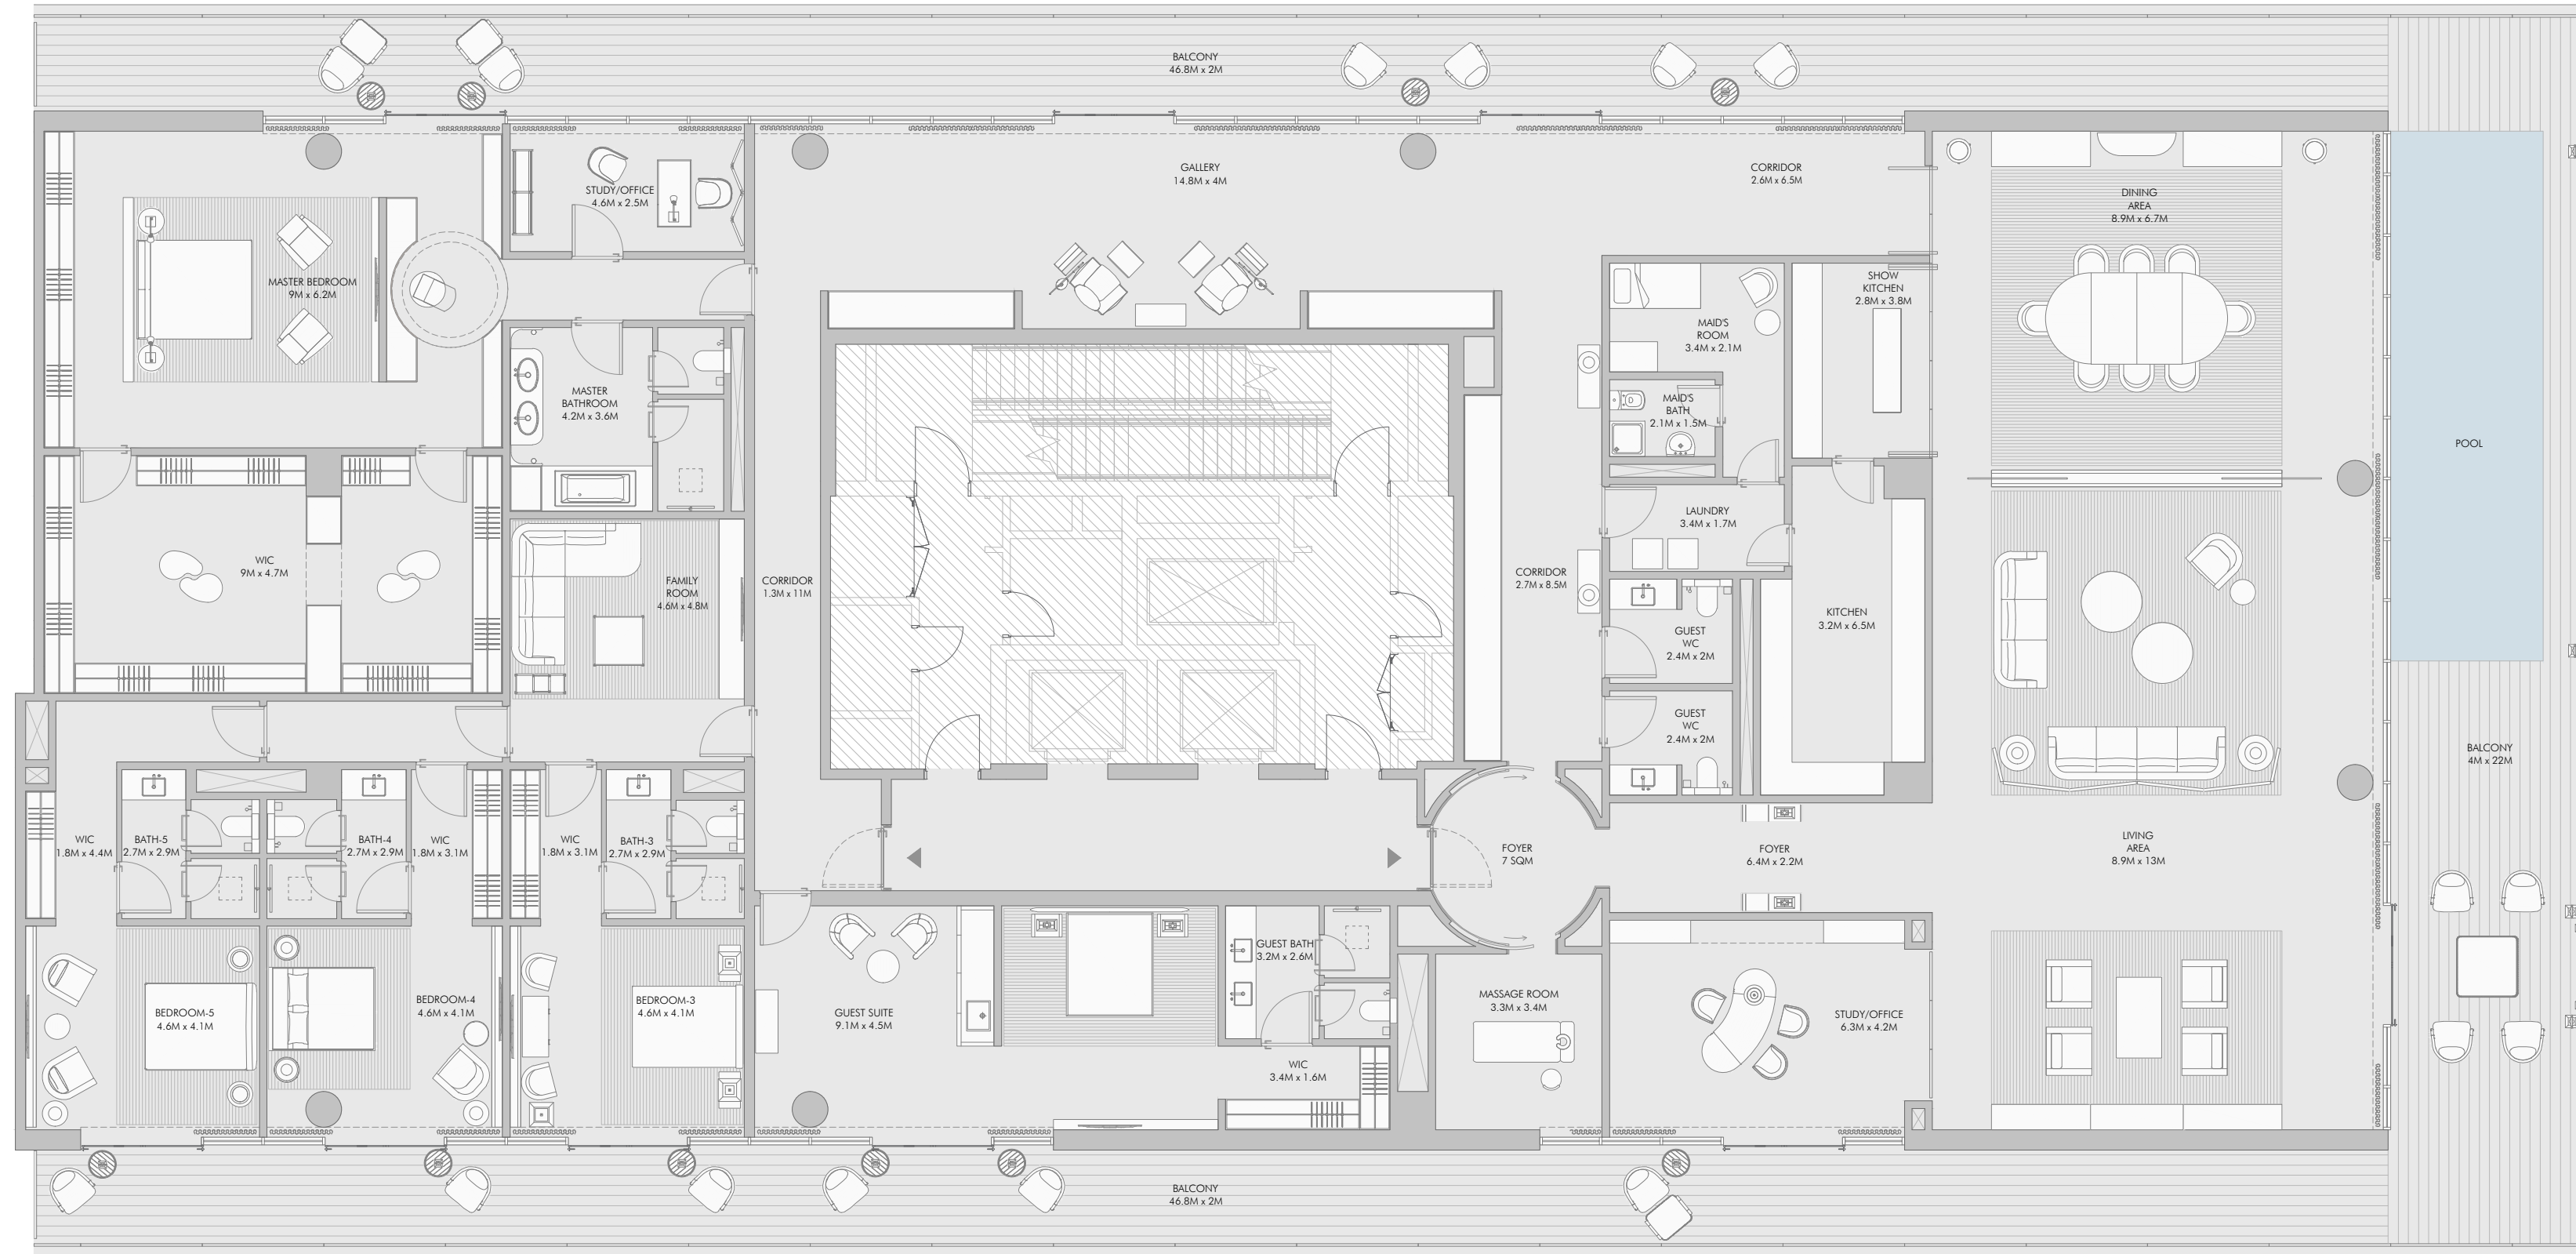 BALCONY
46.8M x 2M
STUDY/OFFICE
4.6M x 2.5M
GALLERY
14.8M x 4M
CORRIDOR
2.6M x 6.5M
DINING
AREA
8.9M x 6.7M
MASTER BEDROOM
9M x 6.2M
SHOW
KITCHEN
2.8M x 3.8M
MAID'S
ROOM
3.4M x 2.1M
MASTER
BATHROOM
4.2M x 3.6M
MAID'S
BATH
2.1M x 1.5M
POOL
LAUNDRY
3.4M x 1.7M
WIC
9M x 4.7M
FAMILY
ROOM
4.6M x 4.8M
CORRIDOR
1.3M x 11M
CORRIDOR
2.7M x 8.5M
KITCHEN
3.2M x 6.5M
GUEST
WC
2.4M x 2M
GUEST
WC
2.4M x 2M
BALCONY
4M x 22M
WIC
1.8M x 4.4M
BATH-5
2.7M x 2.9M
BATH-4
2.7M x 2.9M
WIC
1.8M x 3.1M
WIC
1.8M x 3.1M
BATH-3
2.7M x 2.9M
FOYER
7 SQM
FOYER
6.4M x 2.2M
LIVING
AREA
8.9M x 13M
GUEST BATH
3.2M x 2.6M
BEDROOM-5
4.6M x 4.1M
BEDROOM-4
4.6M x 4.1M
BEDROOM-3
4.6M x 4.1M
GUEST SUITE
9.1M x 4.5M
MASSAGE ROOM
3.3M x 3.4M
STUDY/OFFICE
6.3M x 4.2M
WIC
3.4M x 1.6M
BALCONY
46.8M x 2M